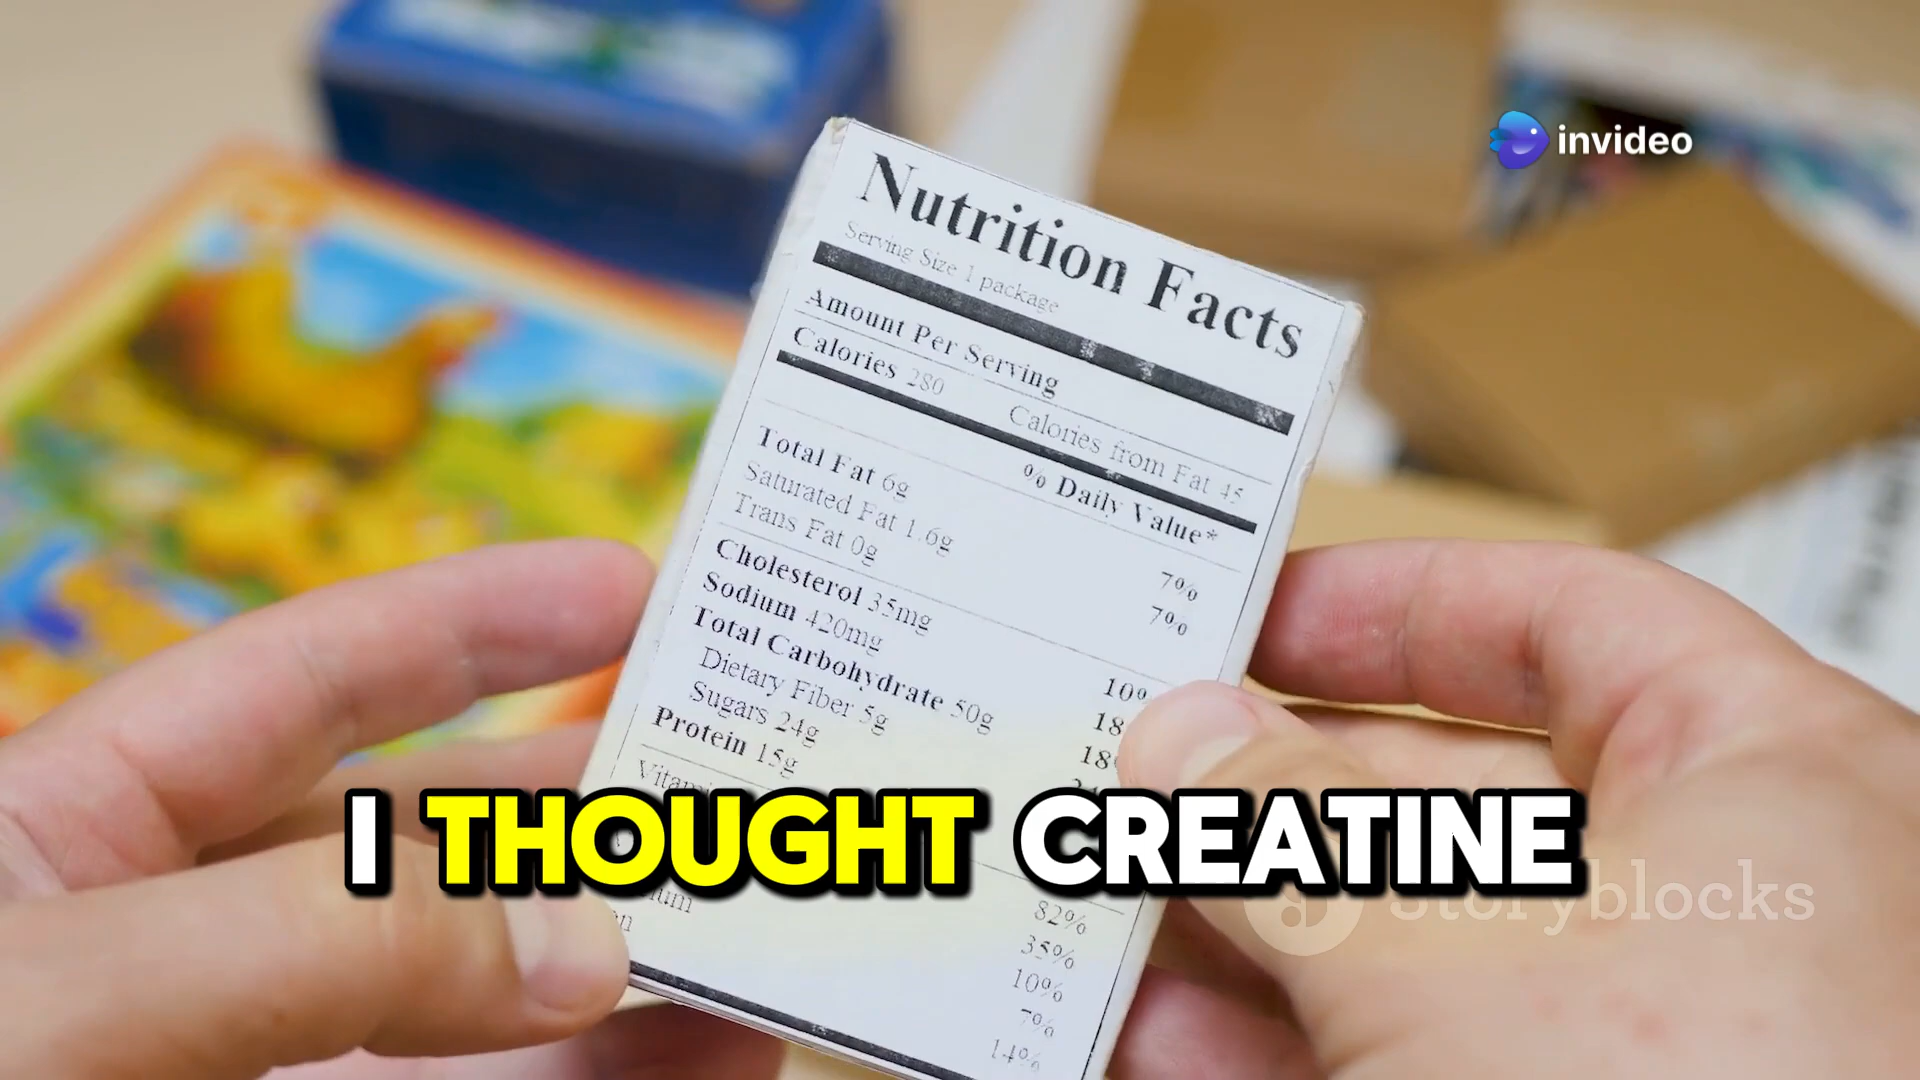 invideo
Nutrition Facts
Serving Size 1 package
Amount Per Serving
Calories 280
Calories from Fat 45
% Daily Value*
Total Fat 6g
7%
Saturated Fat 1.6g
7%
Trans Fat 0g
Cholesterol 35mg
Sodium 420mg
Total Carbohydrate 50g
Dietary Fiber 5g
Sugars 24g
Protein 15g
I THOUGHT CREATINE
Storyblocks
82%
35%
10%
7%
14%